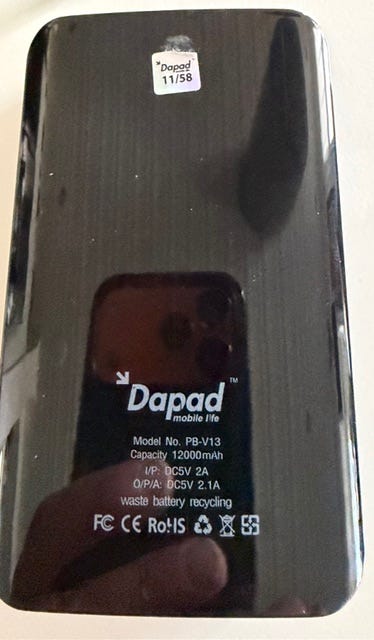 Dapad
11/58
Dapad™
mobile life
Model No. PB-V13
Capacity 12000mAh
I/P: DC5V 2A
O/P/A: DC5V 2.1A
waste battery recycling
FC CE RoHS